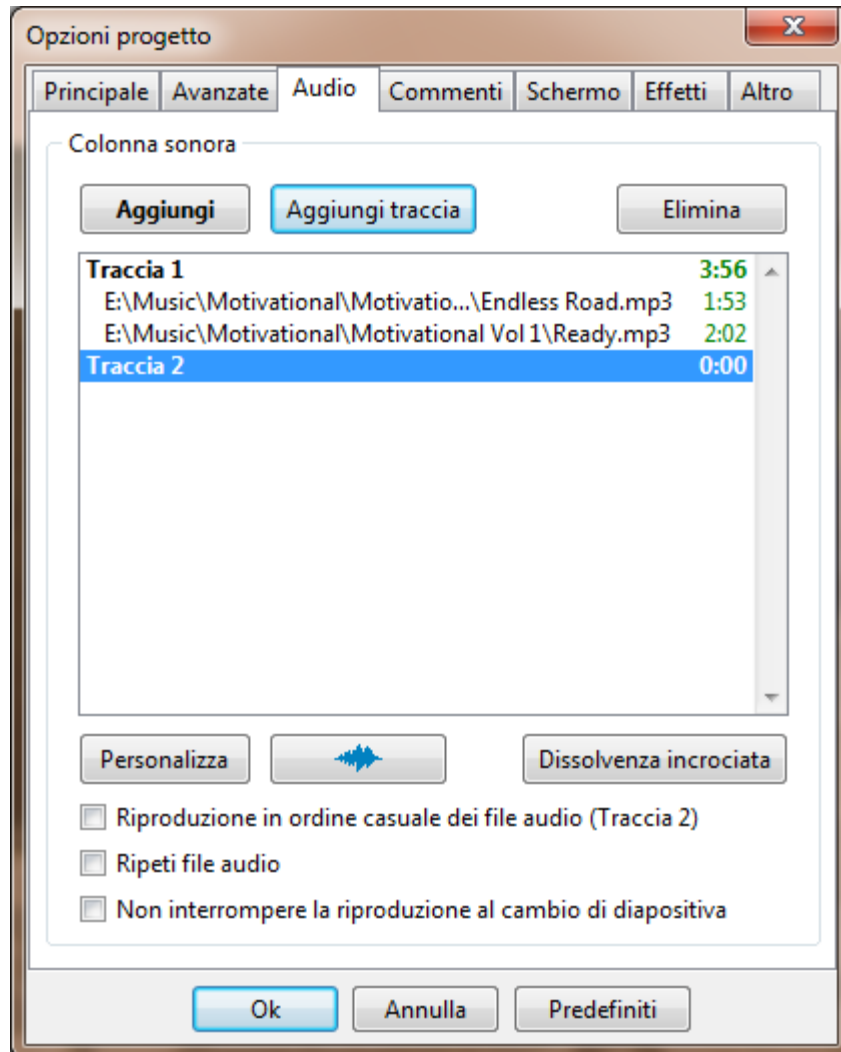 Opzioni progetto
Principale Avanzate Audio Commenti Schermo Effetti Altro
Colonna sonora
Aggiungi Aggiungi traccia Elimina
Traccia 1 3:56
E:\Music\Motivational\Motivatio...\Endless Road.mp3 1:53
E:\Music\Motivational\Motivational Vol 1\Ready.mp3 2:02
Traccia 2 0:00
Personalizza Dissolvenza incrociata
Riproduzione in ordine casuale dei file audio (Traccia 2)
Ripeti file audio
Non interrompere la riproduzione al cambio di diapositiva
Ok Annulla Predefiniti